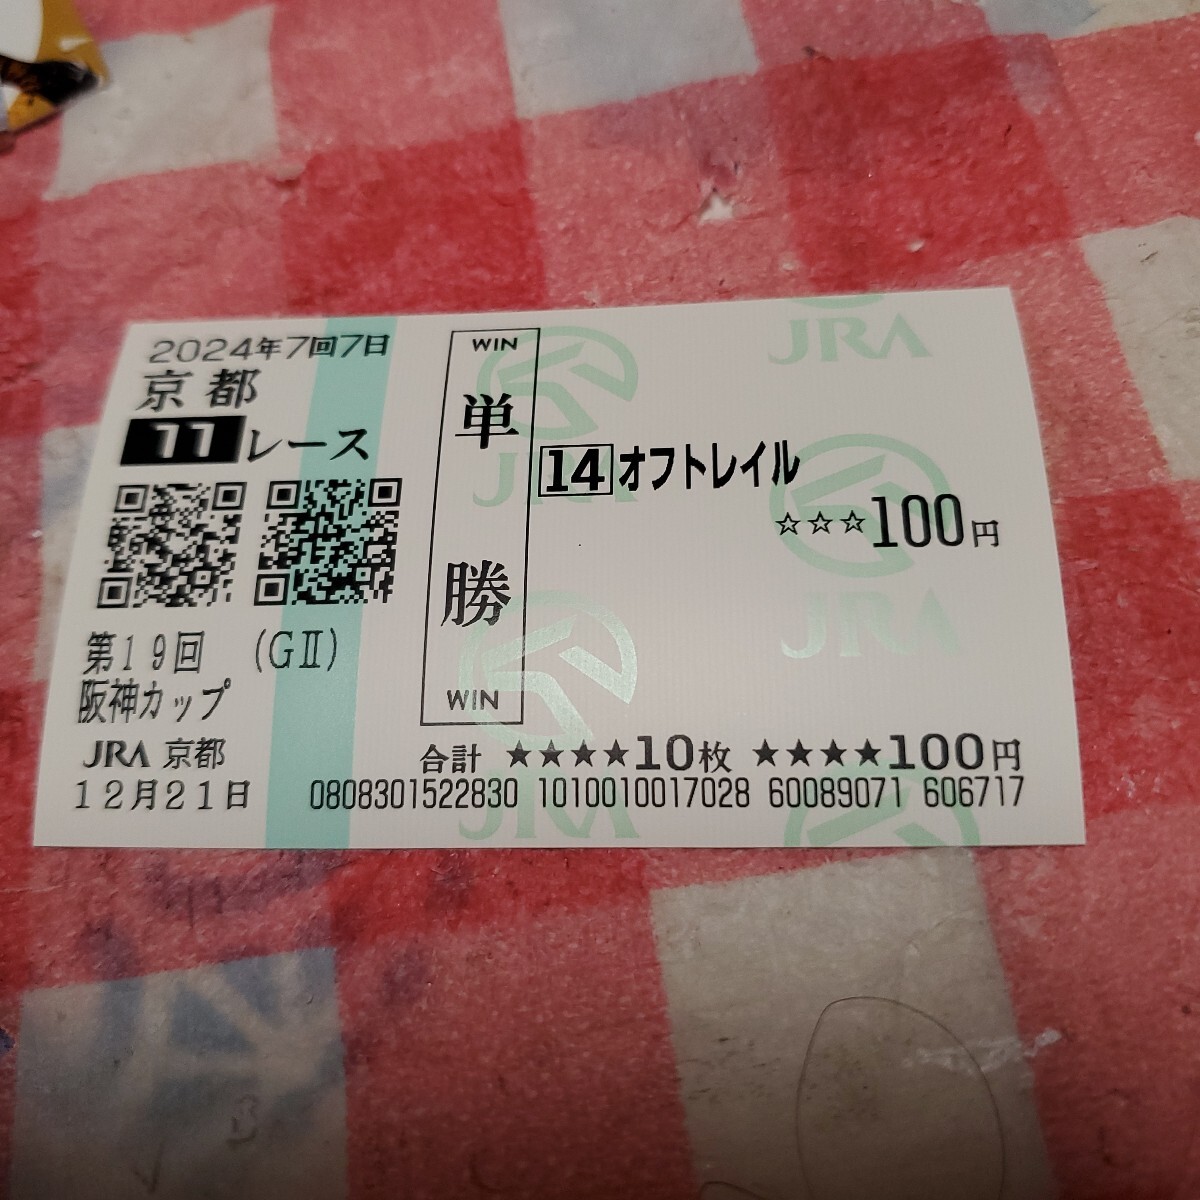 2024年7回7日
京都
11レース
第19回 (GⅡ)
阪神カップ
JRA 京都
12月21日
WIN
単勝
WIN
14オフトレイル
☆☆☆100円
合計 ★★★★10枚 ★★★★100円
0808301522830 1010010017028 60089071 606717
JRA
JRA
JRA
JRA